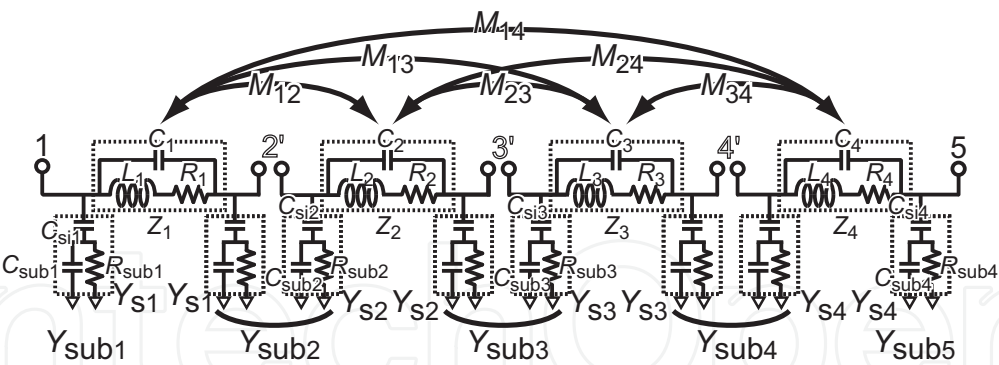 M14
M13 M24
M12 M23 M34
1 C1 2' C2 3' C3 4' C4 5
L1 R1 L2 R2 L3 R3 L4 R4
Csi1 Z1 Csi2 Z2 Csi3 Z3 Z4 Csi4
Csub1 Rsub1 Csub2 Rsub2 Csub3 Rsub3 Csub4 Rsub4
YS1 YS1 YS2 YS2 YS3 YS3 YS4 YS4
Ysub1 Ysub2 Ysub3 Ysub4 Ysub5